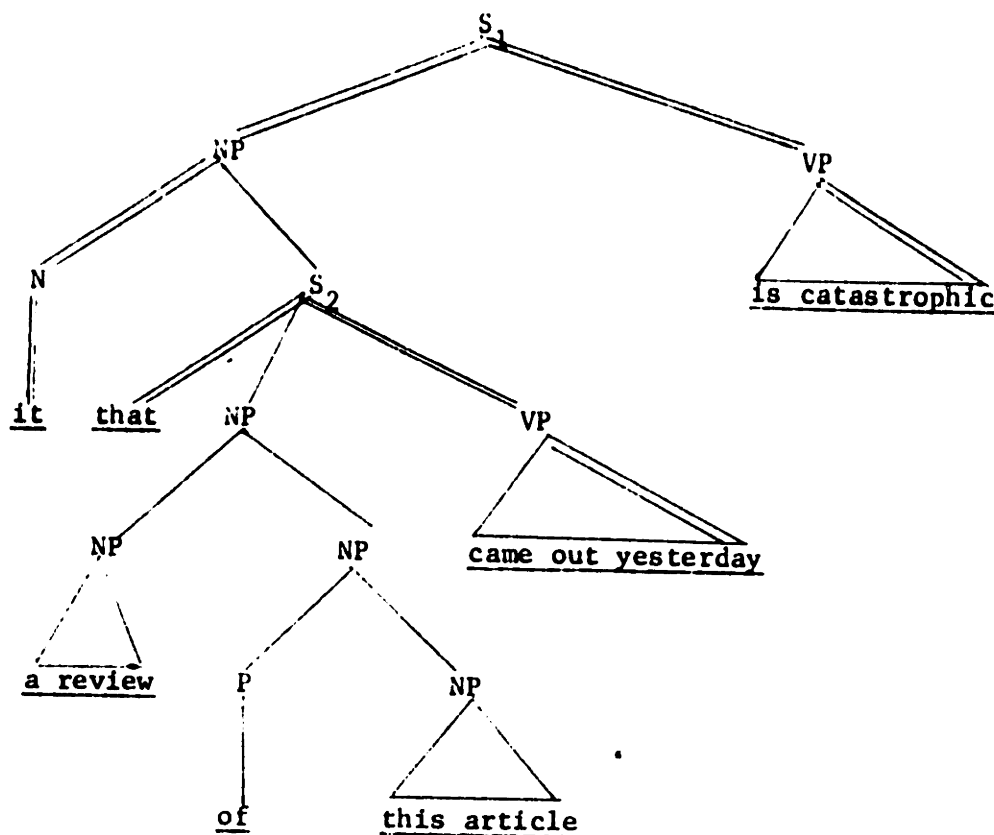 S1
NP VP
N S2 is catastrophic
it that NP VP
NP NP came out yesterday
a review P NP
of this article